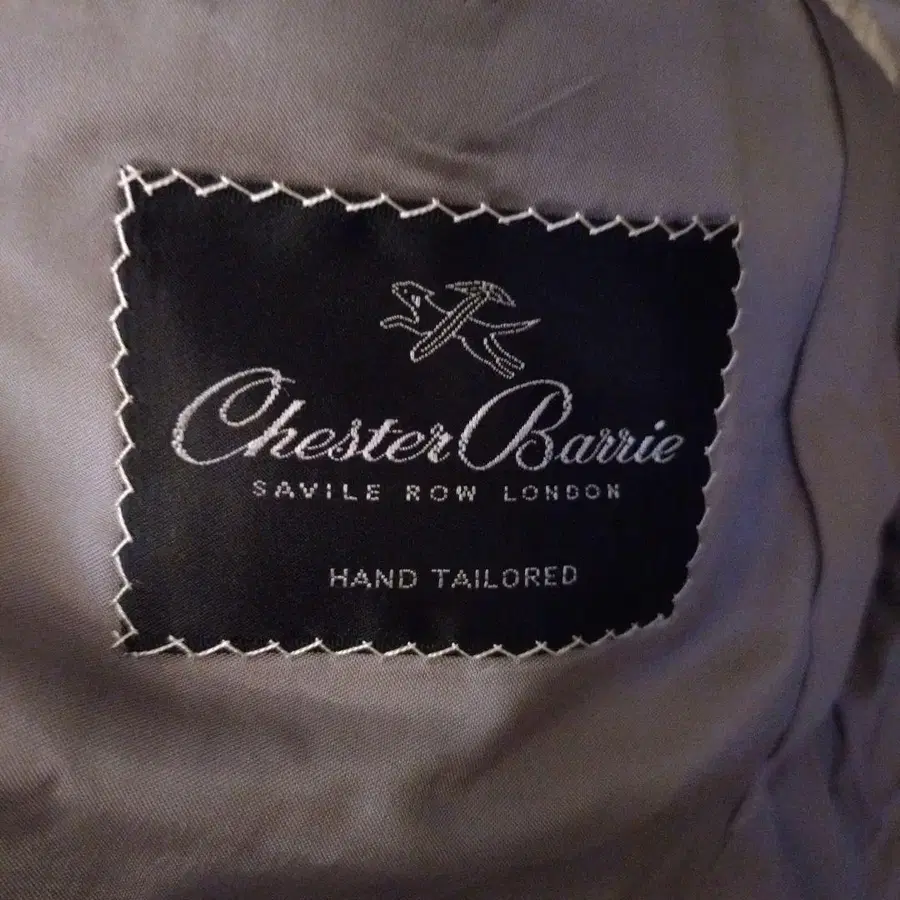 Chester Barrie
SAVILE ROW LONDON
HAND TAILORED